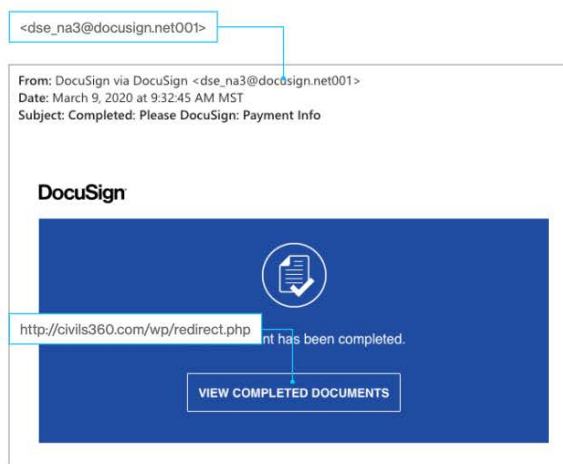 <dse_na3@docusign.net001>
From: DocuSign via DocuSign <dse_na3@docusign.net001>
Date: March 9, 2020 at 9:32:45 AM MST
Subject: Completed: Please DocuSign: Payment Info
DocuSign
http://civils360.com/wp/redirect.php
nt has been completed.
VIEW COMPLETED DOCUMENTS